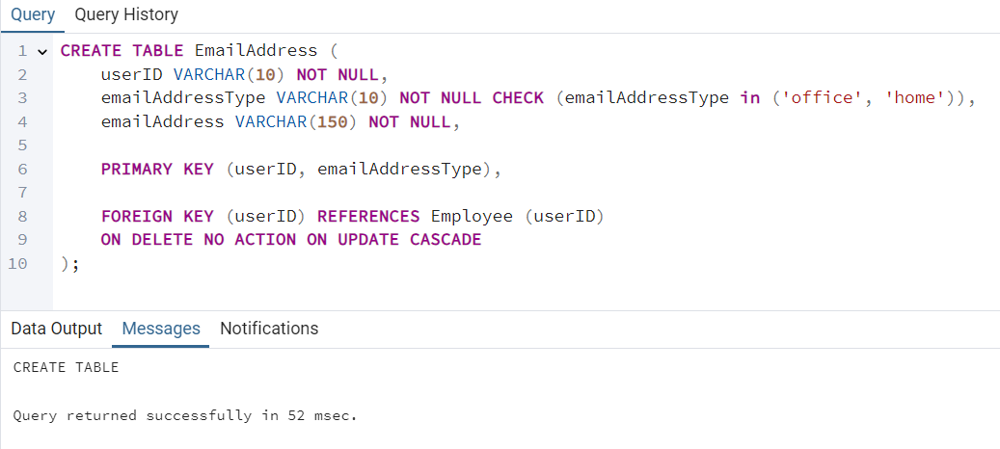 Query Query History
1 CREATE TABLE EmailAddress (
2 userID VARCHAR(10) NOT NULL,
3 emailAddressType VARCHAR(10) NOT NULL CHECK (emailAddressType in ('office', 'home')),
4 emailAddress VARCHAR(150) NOT NULL,
5
6 PRIMARY KEY (userID, emailAddressType),
7
8 FOREIGN KEY (userID) REFERENCES Employee (userID)
9 ON DELETE NO ACTION ON UPDATE CASCADE
10 );
Data Output Messages Notifications
CREATE TABLE
Query returned successfully in 52 msec.